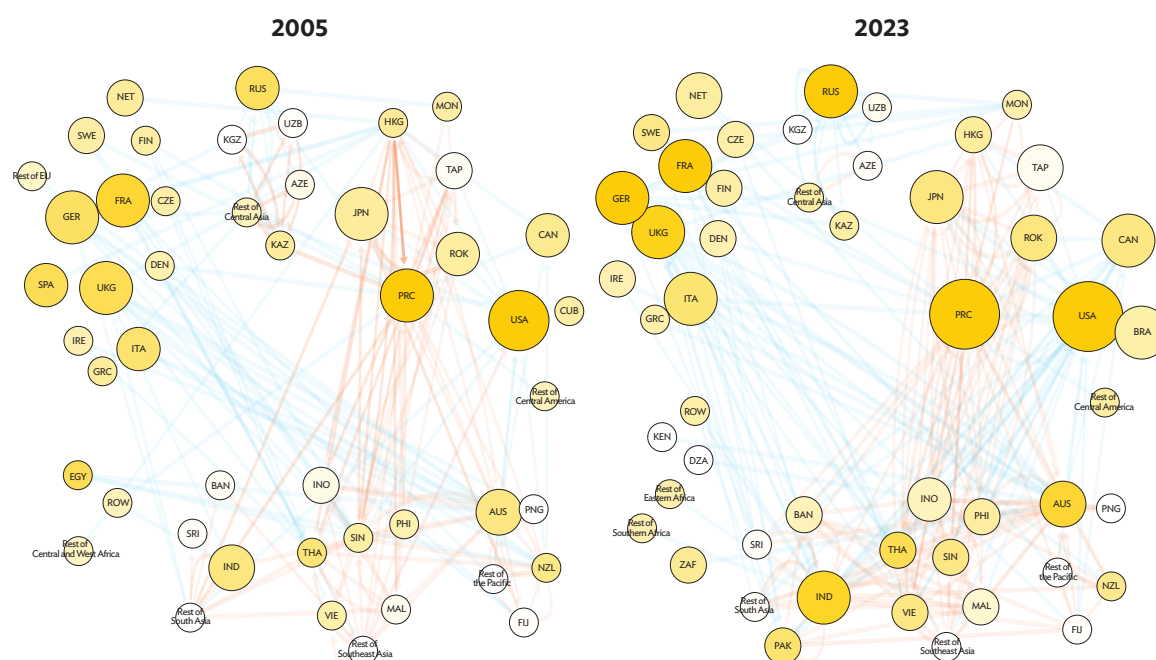 2005
NET
RUS
MON
HKG
UZB
SWE
FIN
KGZ
TAP
Rest of EU
AZE
FRA
CZE
Rest of
Central Asia
JPN
GER
CAN
KAZ
ROK
DEN
SPA
UKG
PRC
CUB
USA
IRE
ITA
GRC
Rest of
Central America
EGY
BAN
INO
ROW
PNG
AUS
PHI
SRI
SIN
Rest of
Central and West Africa
THA
IND
NZL
Rest of
the Pacific
MAL
VIE
Rest of
South Asia
FIJ
Rest of
Southeast Asia
2023
RUS
NET
MON
UZB
KGZ
SWE
HKG
CZE
FRA
AZE
TAP
FIN
GER
Rest of
Central Asia
JPN
KAZ
UKG
DEN
ROK
CAN
IRE
ITA
PRC
USA
GRC
BRA
Rest of
Central America
ROW
KEN
DZA
Rest of
Eastern Africa
INO
AUS
PNG
BAN
PHI
Rest of
Southern Africa
SRI
THA
SIN
ZAF
Rest of
the Pacific
NZL
IND
Rest of
South Asia
MAL
VIE
FIJ
PAK
Rest of
Southeast Asia